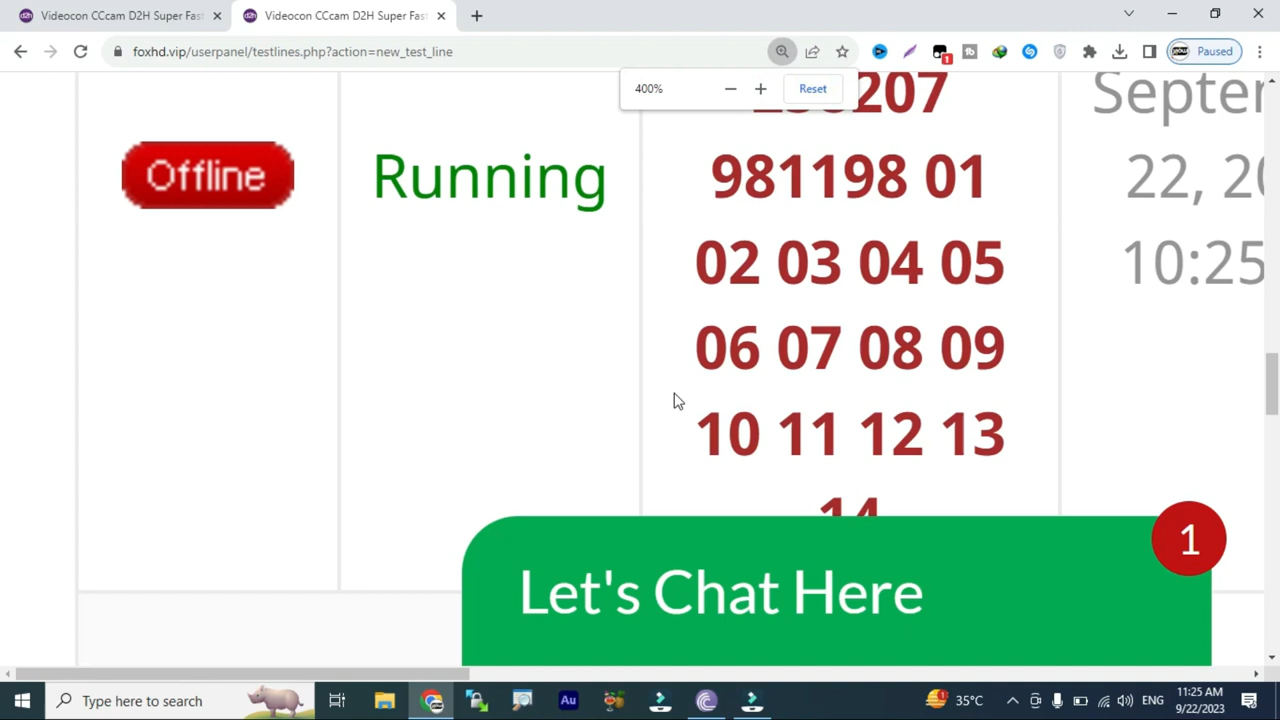 Videocon CCcam D2H Super Fast
Videocon CCcam D2H Super Fast
foxhd.vip/userpanel/testlines.php?action=new_test_line
Paused
400%
Reset
Offline
Running
207
981198 01
02 03 04 05
06 07 08 09
10 11 12 13
14
22, 20
10:25
Let's Chat Here
1
Type here to search
Au
35°C
ENG
11:25 AM
9/22/2023